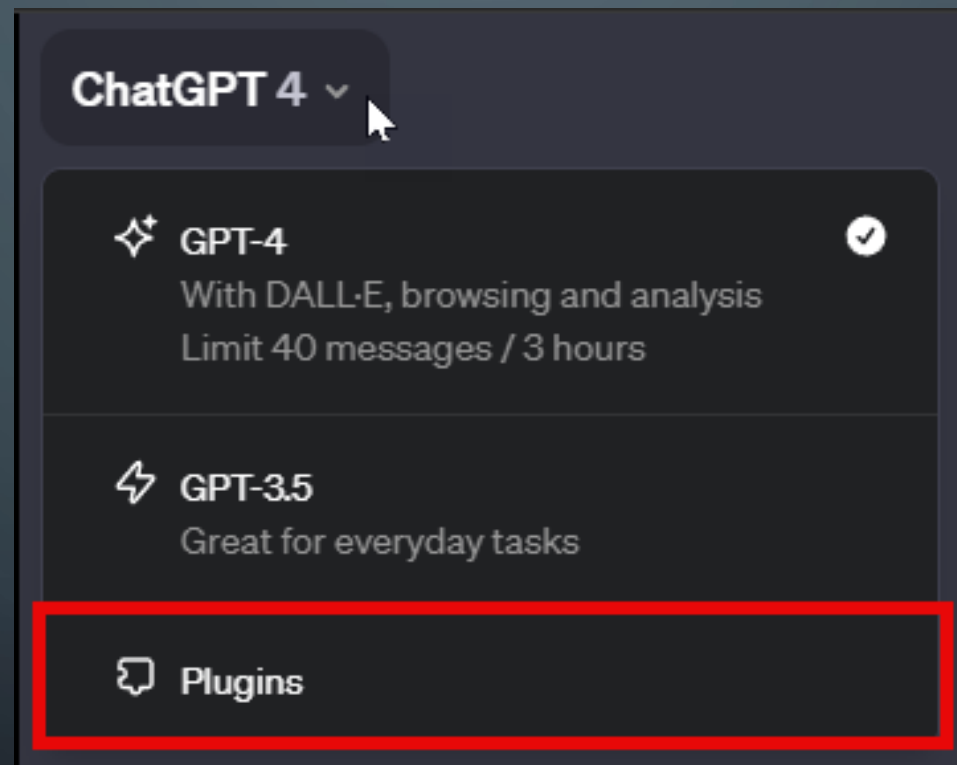 ChatGPT 4
GPT-4
With DALL·E, browsing and analysis
Limit 40 messages / 3 hours
GPT-3.5
Great for everyday tasks
Plugins